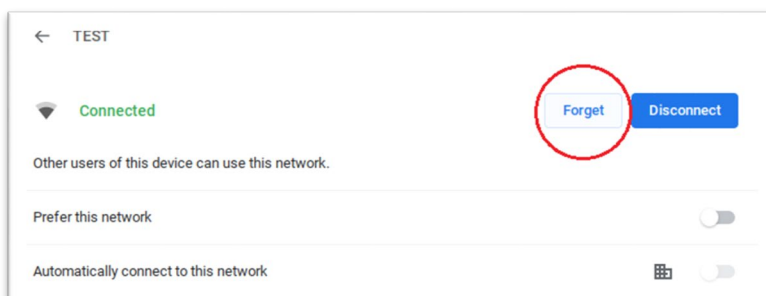 TEST
Connected
Forget
Disconnect
Other users of this device can use this network.
Prefer this network
Automatically connect to this network